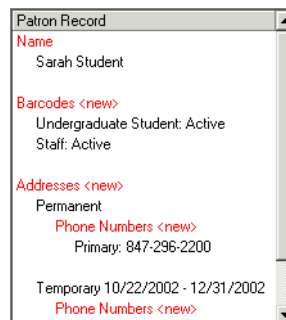 Patron Record
Name
Sarah Student
Barcodes <new>
Undergraduate Student: Active
Staff: Active
Addresses <new>
Permanent
Phone Numbers <new>
Primary: 847-296-2200
Temporary 10/22/2002 - 12/31/2002
Phone Numbers <new>